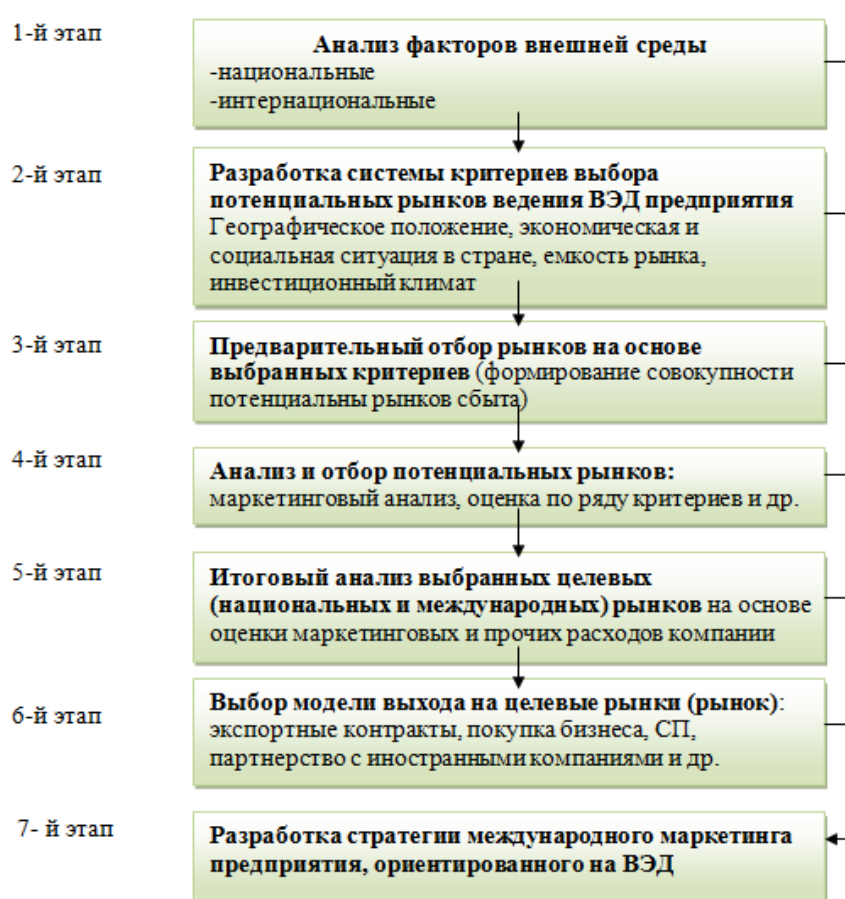 1-й этап
Анализ факторов внешней среды
-национальные
-интернациональные
2-й этап
Разработка системы критериев выбора
потенциальных рынков ведения ВЭД предприятия
Географическое положение, экономическая и
социальная ситуация в стране, емкость рынка,
инвестиционный климат
3-й этап
Предварительный отбор рынков на основе
выбранных критериев (формирование совокупности
потенциальны рынков сбыта)
4-й этап
Анализ и отбор потенциальных рынков:
маркетинговый анализ, оценка по ряду критериев и др.
5-й этап
Итоговый анализ выбранных целевых
(национальных и международных) рынков на основе
оценки маркетинговых и прочих расходов компании
6-й этап
Выбор модели выхода на целевые рынки (рынок):
экспортные контракты, покупка бизнеса, СП,
партнерство с иностранными компаниями и др.
7- й этап
Разработка стратегии международного маркетинга
предприятия, ориентированного на ВЭД